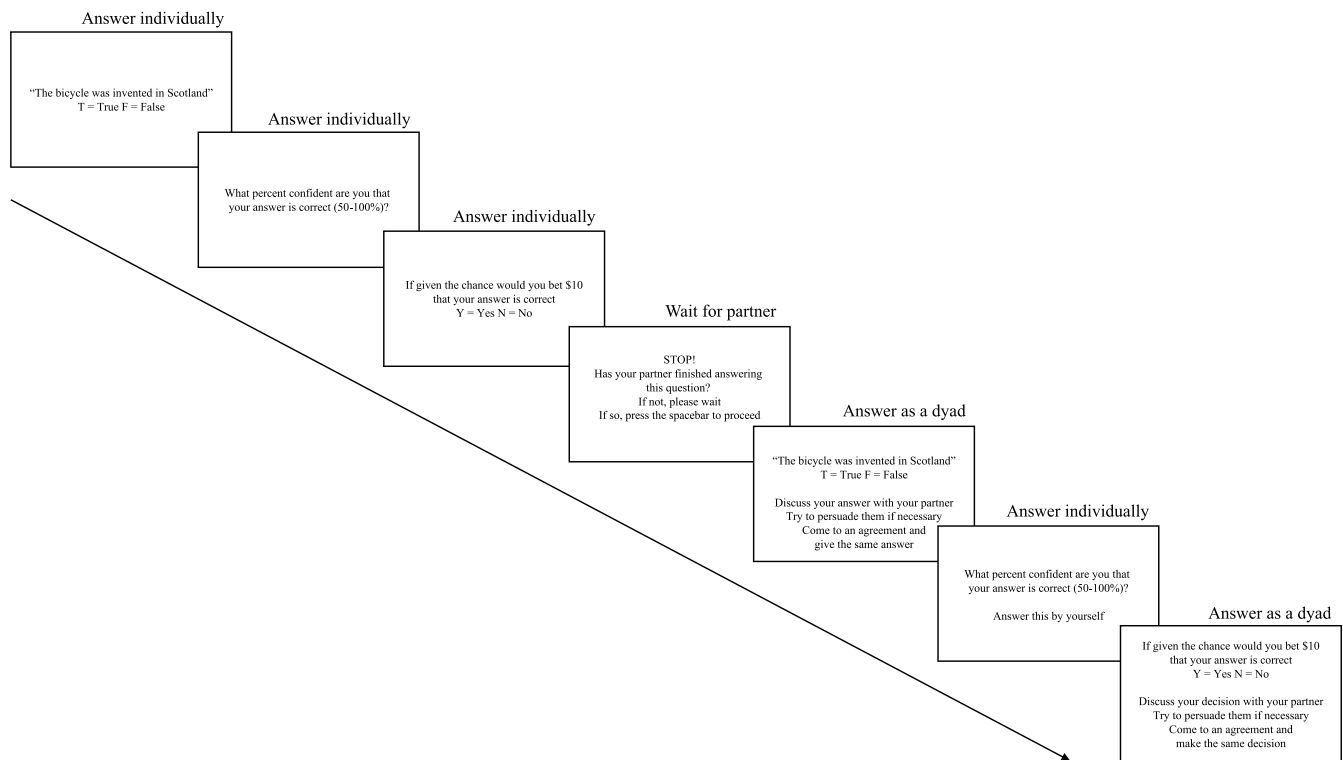 Answer individually
“The bicycle was invented in Scotland”
T = True F = False
Answer individually
What percent confident are you that
your answer is correct (50-100%)?
Answer individually
If given the chance would you bet $10
that your answer is correct
Y = Yes N = No
Wait for partner
STOP!
Has your partner finished answering
this question?
If not, please wait
If so, press the spacebar to proceed
Answer as a dyad
“The bicycle was invented in Scotland”
T = True F = False
Discuss your answer with your partner
Try to persuade them if necessary
Come to an agreement and
give the same answer
Answer individually
What percent confident are you that
your answer is correct (50-100%)?
Answer this by yourself
Answer as a dyad
If given the chance would you bet $10
that your answer is correct
Y = Yes N = No
Discuss your decision with your partner
Try to persuade them if necessary
Come to an agreement and
make the same decision